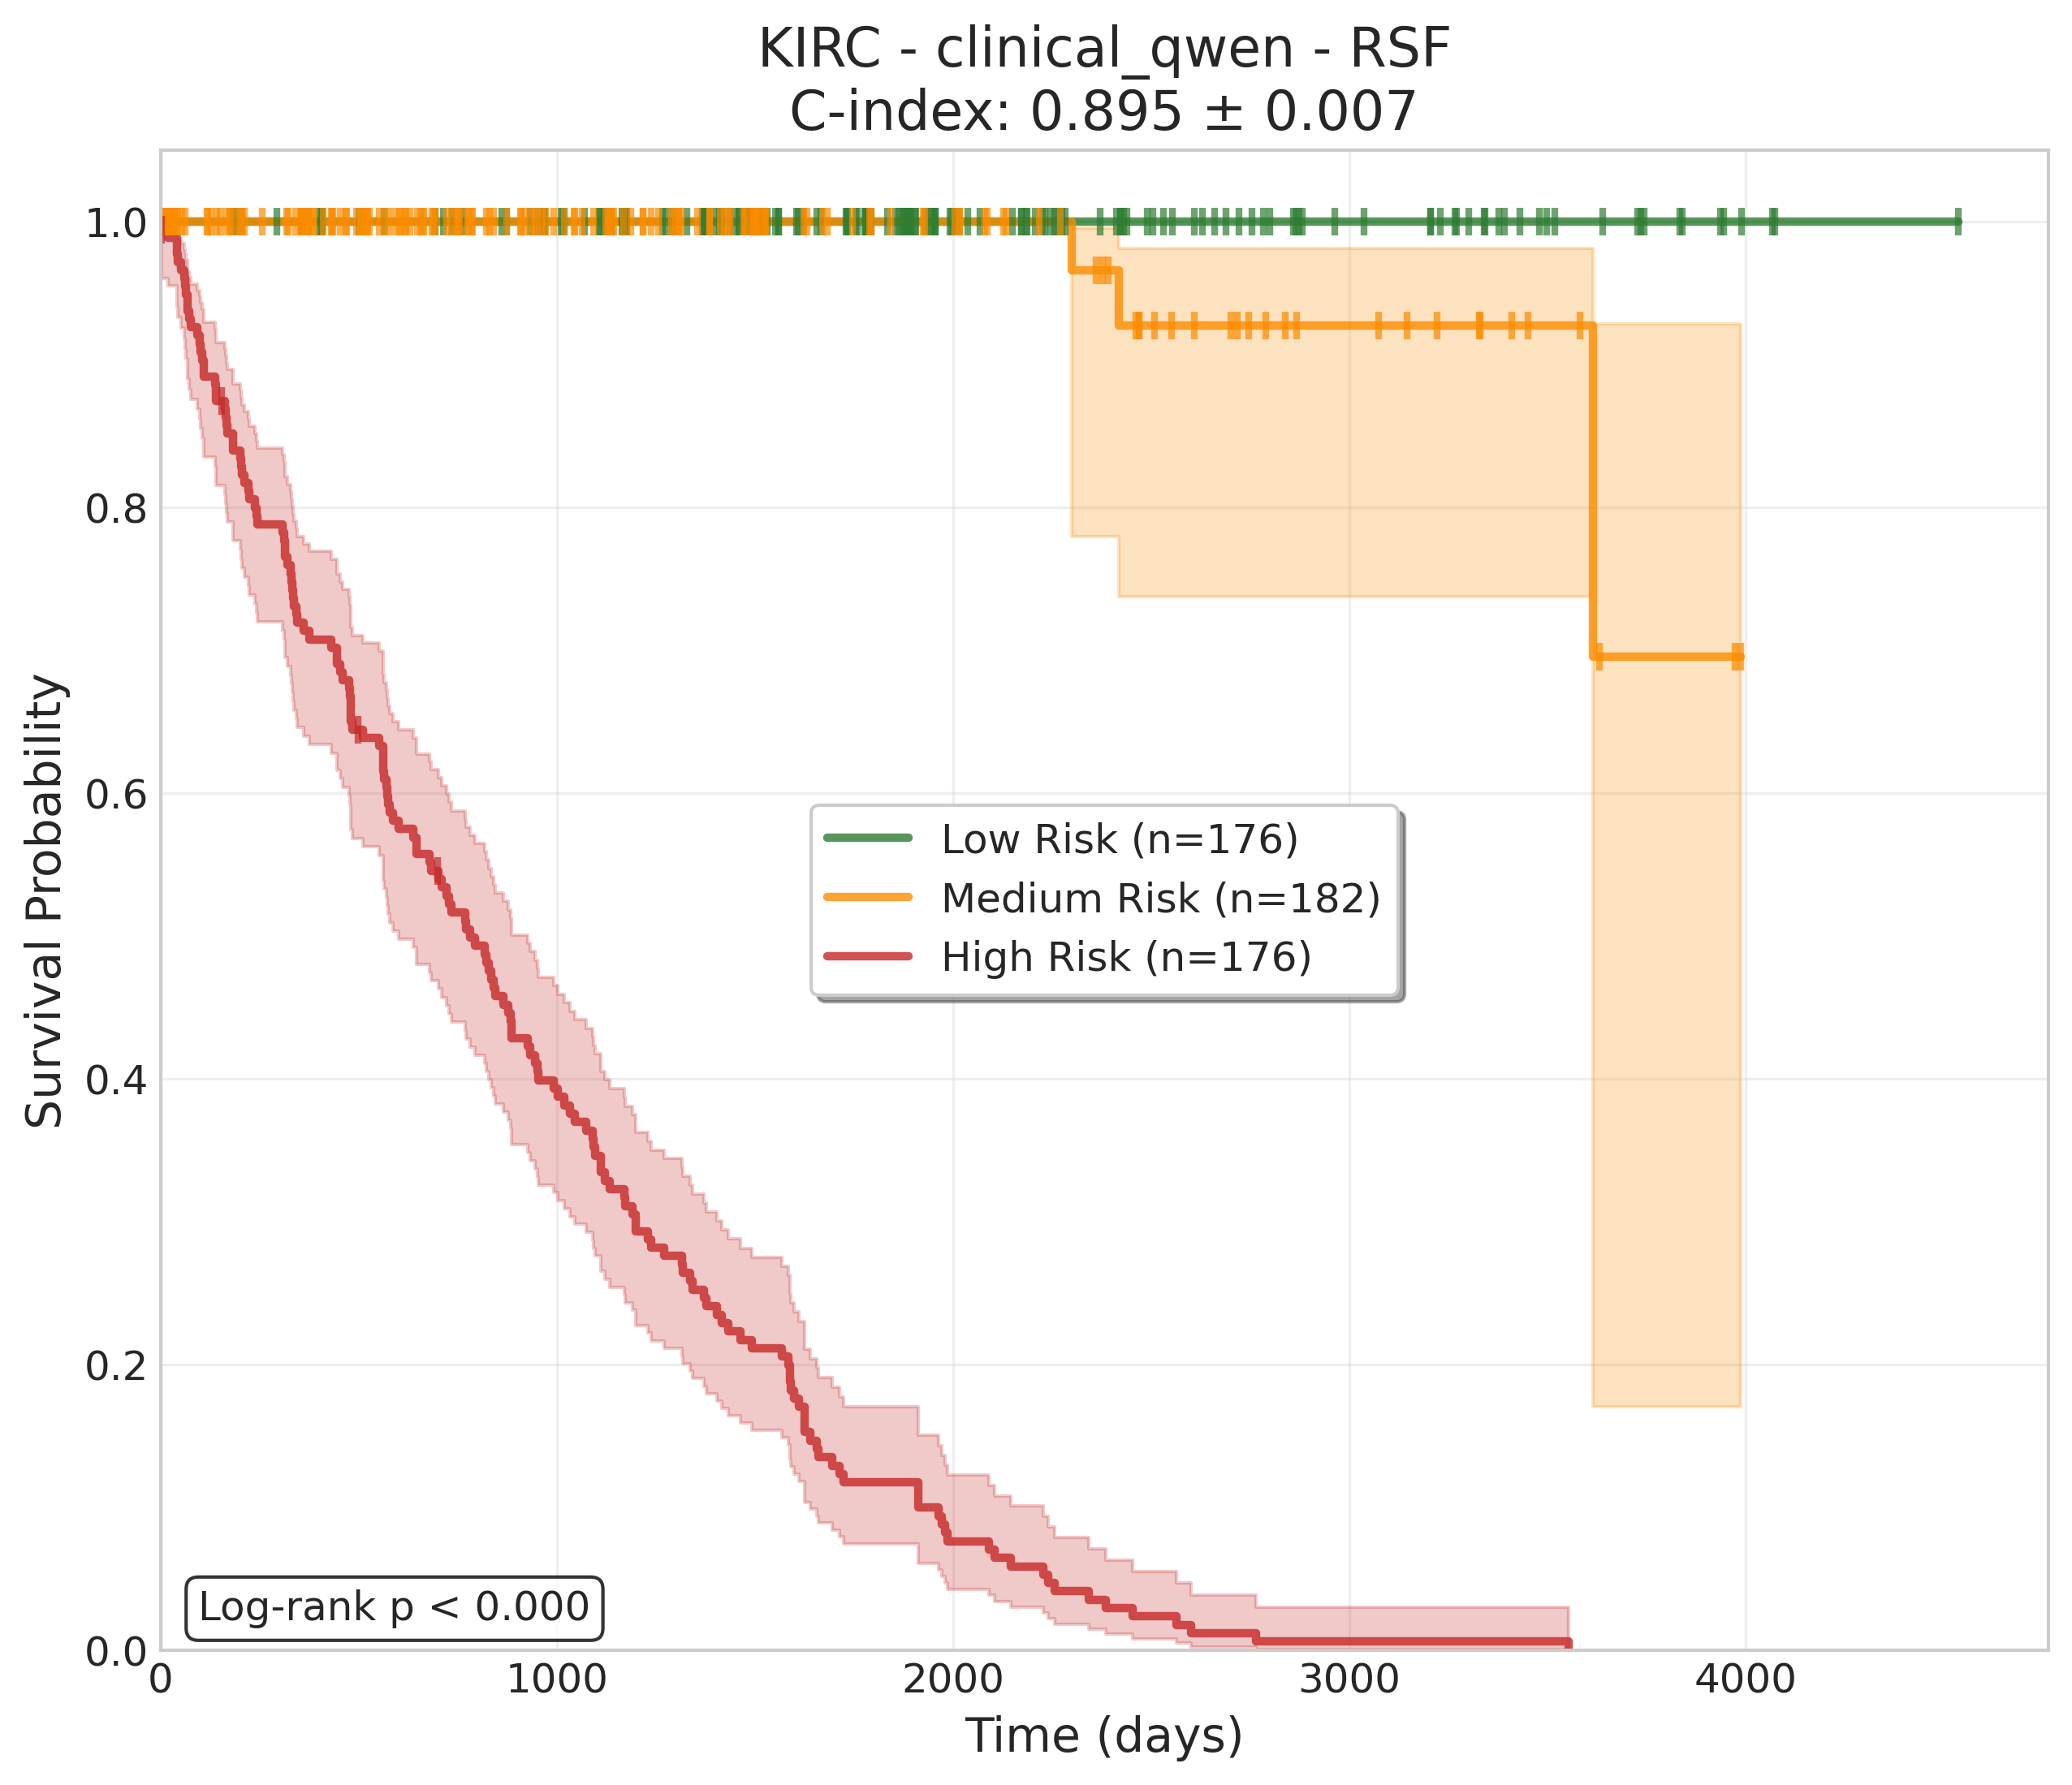 KIRC - clinical_qwen - RSF
C-index: 0.895 ± 0.007
Survival Probability
1.0
0.8
0.6
0.4
0.2
0.0
Low Risk (n=176)
Medium Risk (n=182)
High Risk (n=176)
Log-rank p < 0.000
0 1000 2000 3000 4000
Time (days)